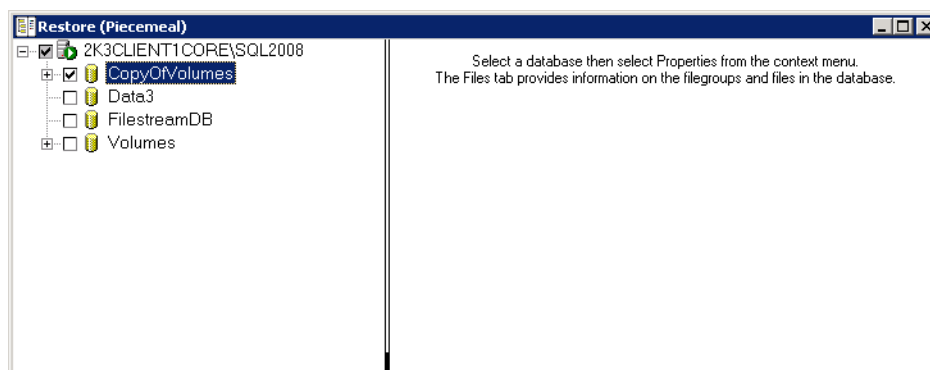 Restore (Piecemeal)
2K3CLIENT1CORE\SQL2008
CopyOfVolumes
Data3
FilestreamDB
Volumes
Select a database then select Properties from the context menu.
The Files tab provides information on the filegroups and files in the database.